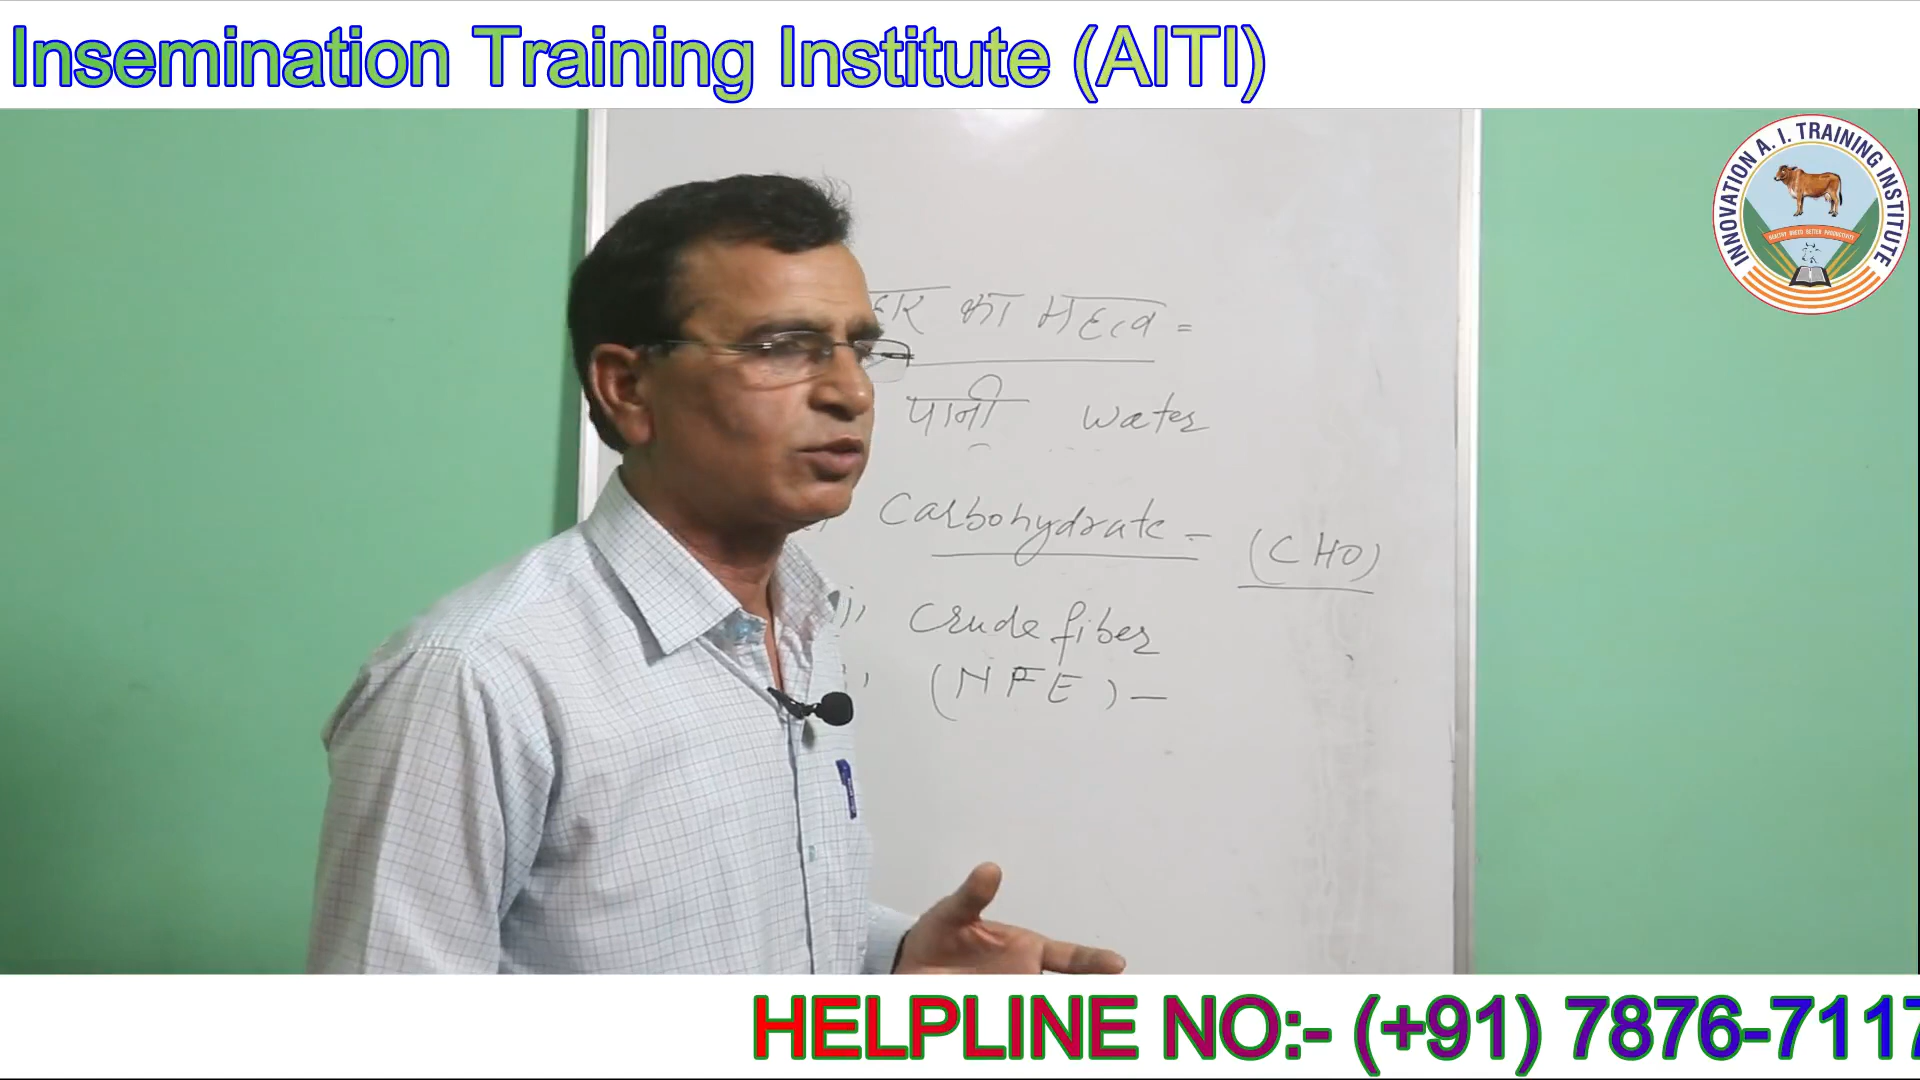 Insemination Training Institute (AITI)
INNOVATION A. I. TRAINING INSTITUTE
का महत्व =
पानी water
Carbohydrate - (CHO)
Crude fiber
(NFE) -
HELPLINE NO:- (+91) 7876-7117